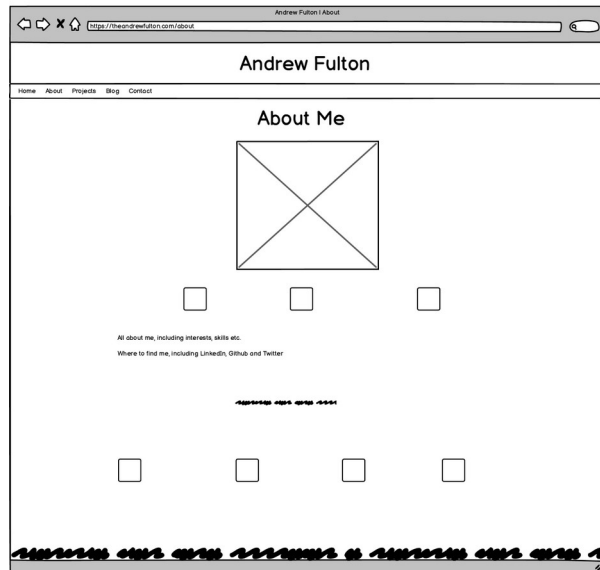 Andrew Fulton | About
https://theandrewfulton.com/about
Andrew Fulton
Home About Projects Blog Contact
About Me
All about me, including interests, skills etc.
Where to find me, including LinkedIn, Github and Twitter